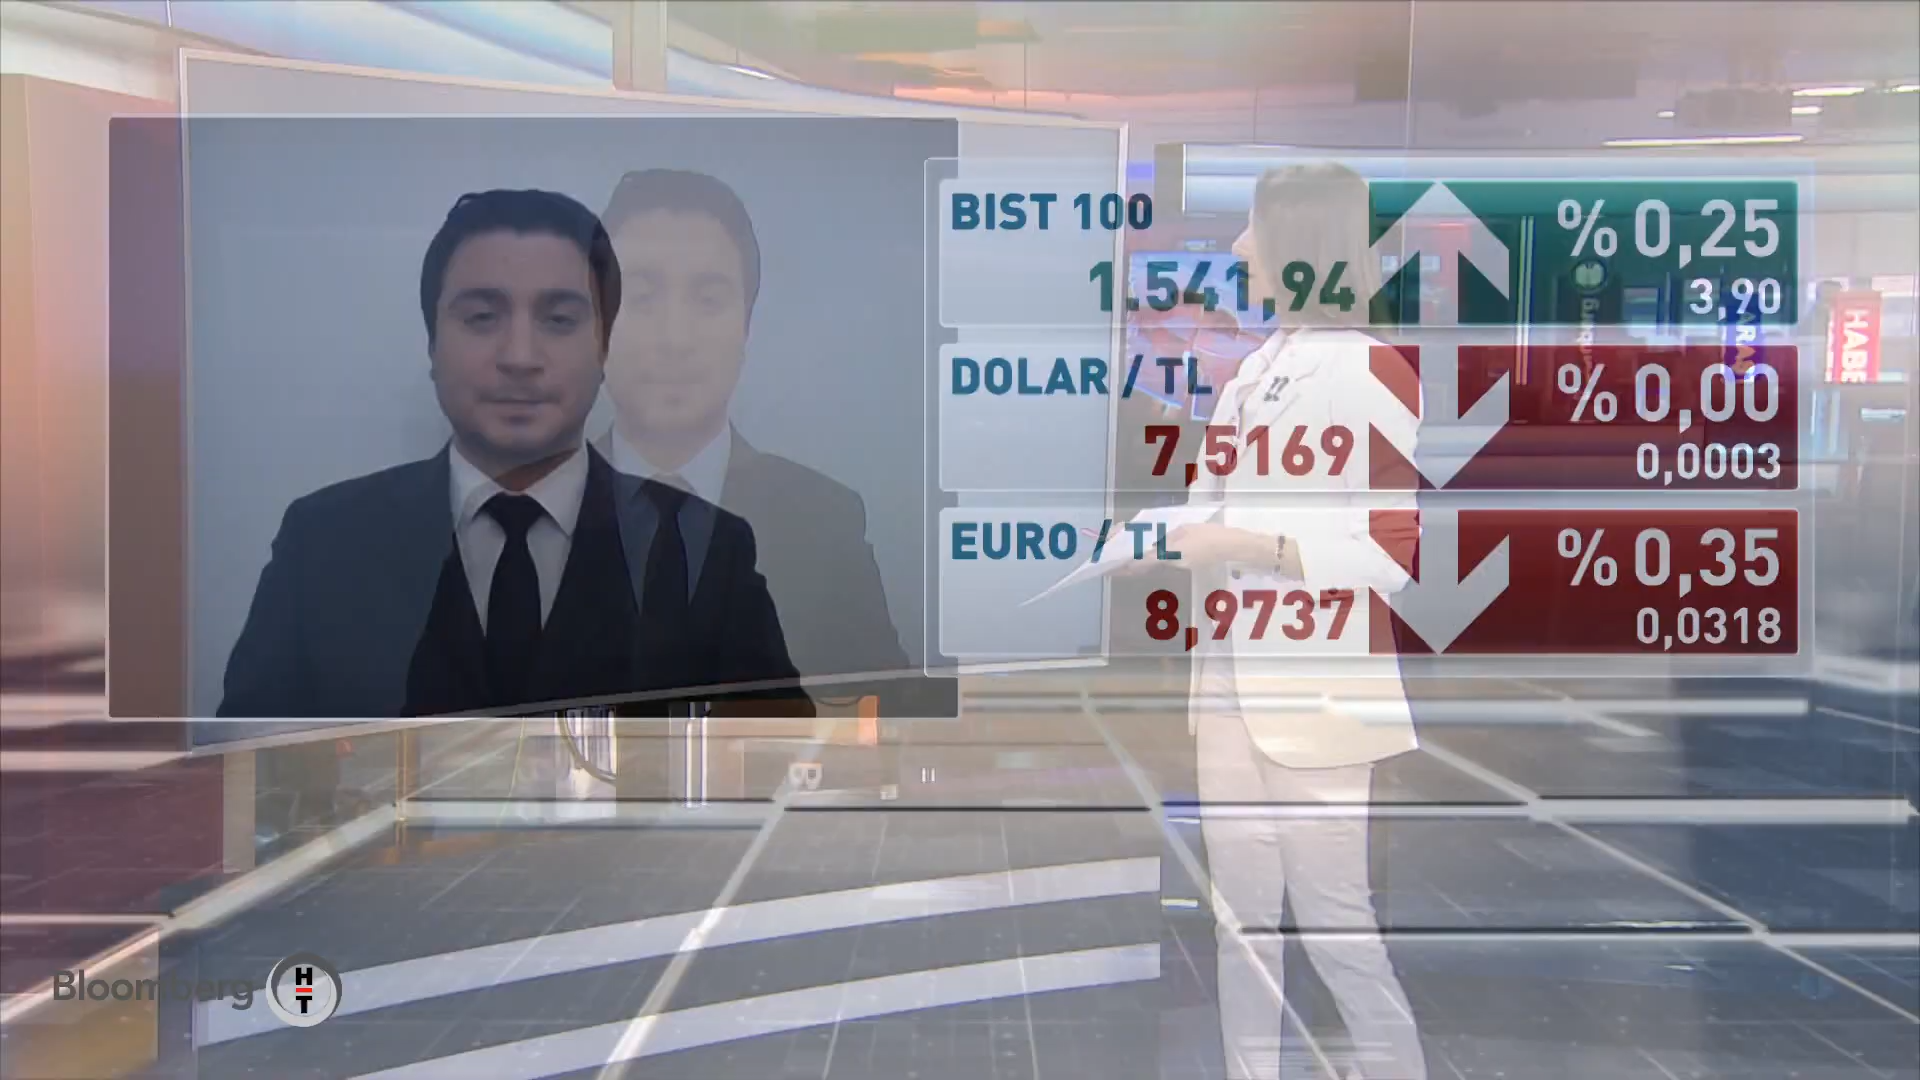 BIST 100
1.541,94
% 0,25
3,90
DOLAR / TL
7,5169
% 0,00
0,0003
EURO / TL
8,9737
% 0,35
0,0318
HABE
Bloomberg
HT